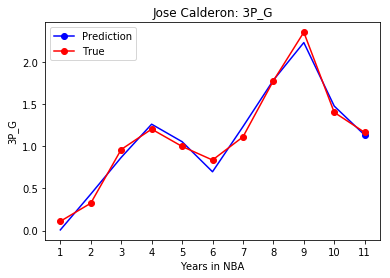 Jose Calderon: 3P_G
Prediction
True
3P_G
2.0
1.5
1.0
0.5
0.0
1 2 3 4 5 6 7 8 9 10 11
Years in NBA